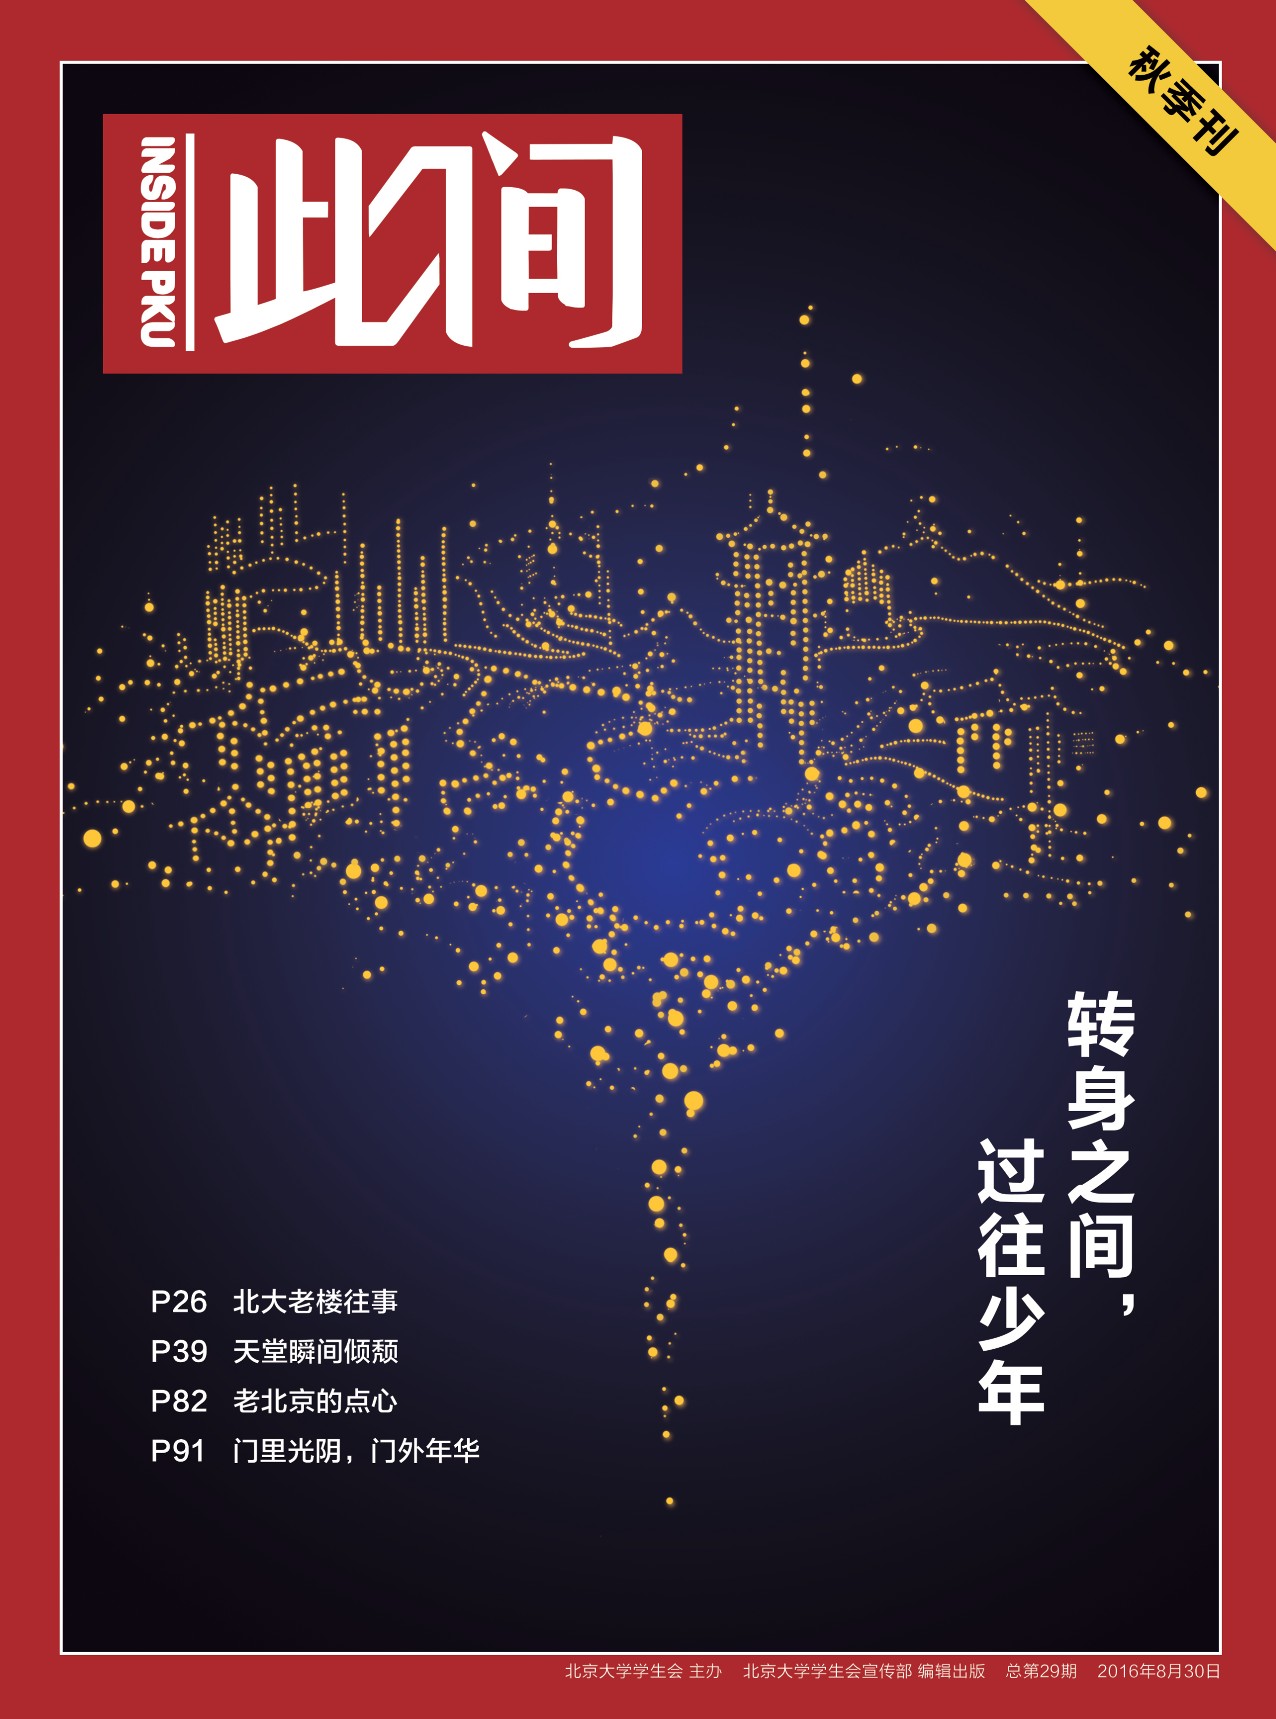 秋季刊
INSIDE PKU
此间
转身之间，
过往少年
P26 北大老楼往事
P39 天堂瞬间倾颓
P82 老北京的点心
P91 门里光阴，门外年华
北京大学学生会 主办 北京大学学生会宣传部 编辑出版 总第29期 2016年8月30日